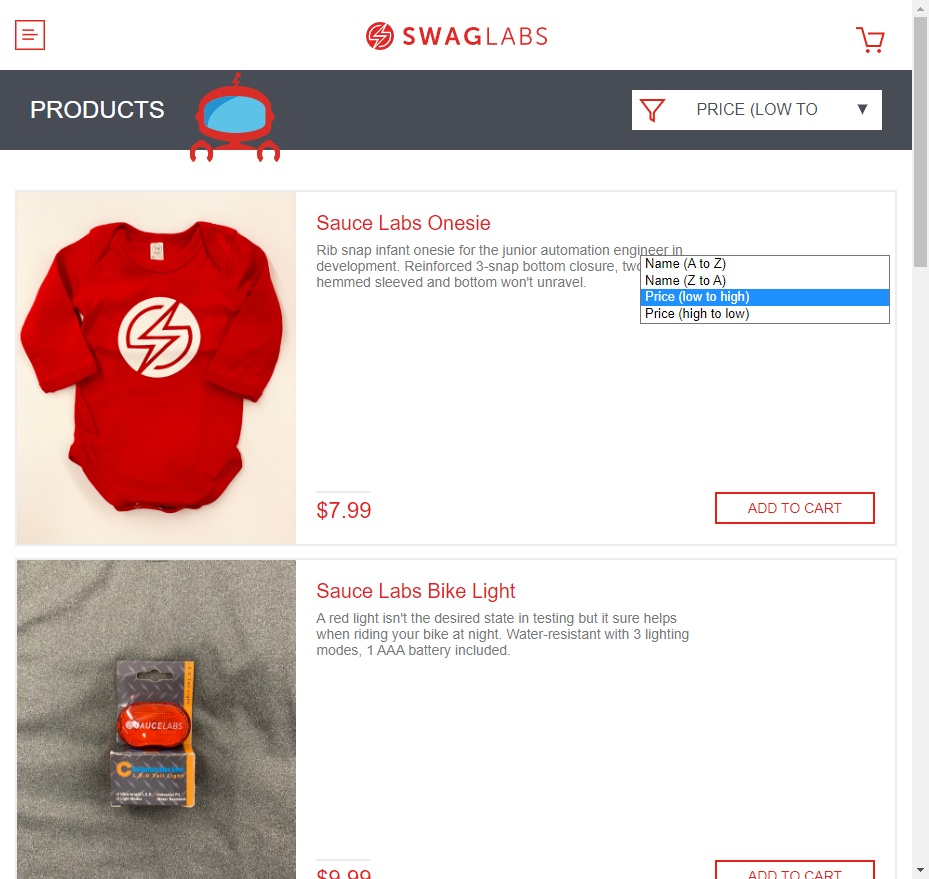 SWAGLABS
PRODUCTS
PRICE (LOW TO
Sauce Labs Onesie
Rib snap infant onesie for the junior automation engineer in
development. Reinforced 3-snap bottom closure, two
hemmed sleeved and bottom won't unravel.
Name (A to Z)
Name (Z to A)
Price (low to high)
Price (high to low)
$7.99
ADD TO CART
Sauce Labs Bike Light
A red light isn't the desired state in testing but it sure helps
when riding your bike at night. Water-resistant with 3 lighting
modes, 1 AAA battery included.
SAUCELABS
L.E.D Tail Light
$9.99
ADD TO CART